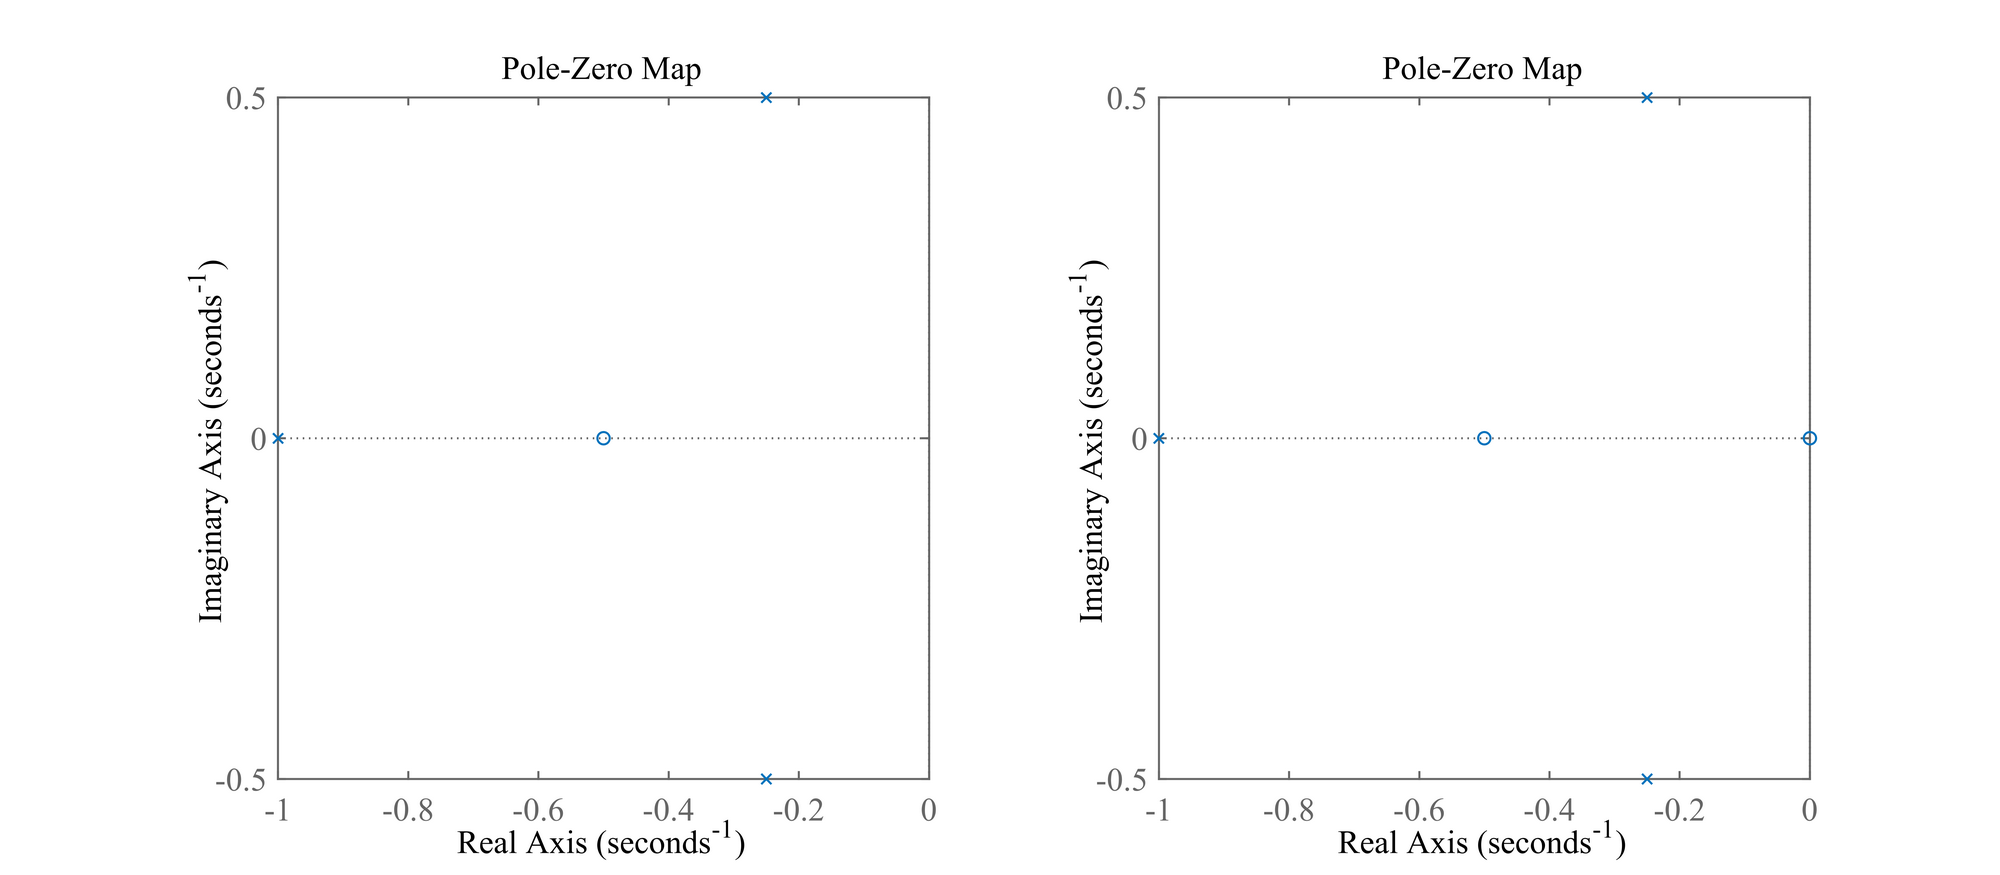 Pole-Zero Map
0.5
0
-0.5
-1 -0.8 -0.6 -0.4 -0.2 0
Imaginary Axis (seconds⁻¹)
Real Axis (seconds⁻¹)
Pole-Zero Map
0.5
0
-0.5
-1 -0.8 -0.6 -0.4 -0.2 0
Imaginary Axis (seconds⁻¹)
Real Axis (seconds⁻¹)